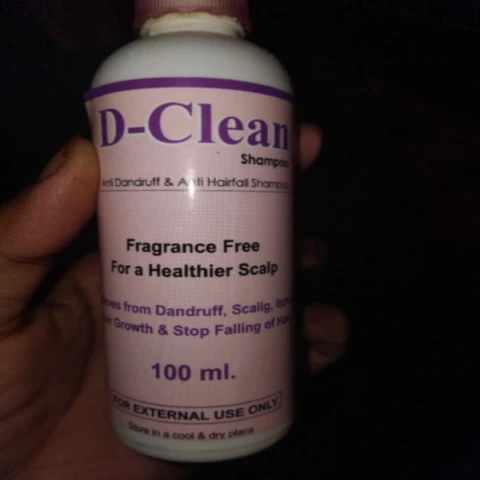 D-Clean
Shampoo
Anti Dandruff & Anti Hairfall Shampoo
Fragrance Free
For a Healthier Scalp
from Dandruff, Scalig,
Growth & Stop Falling of
100 ml.
FOR EXTERNAL USE ONLY.
Store in a cool & dry place